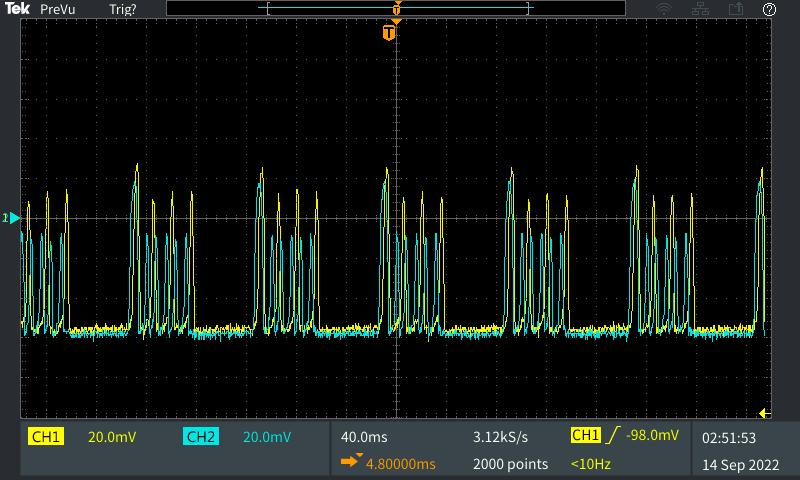 Tek PreVu Trig?
T
T
CH1 20.0mV CH2 20.0mV 40.0ms 3.12kS/s CH1 -98.0mV 02:51:53
4.80000ms 2000 points <10Hz 14 Sep 2022